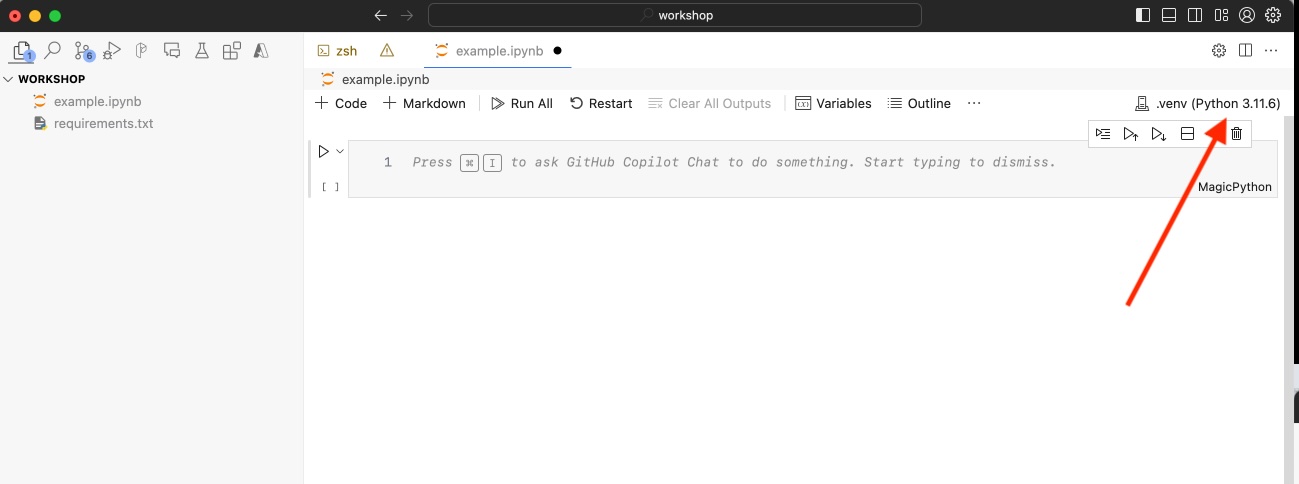 workshop
1 6
zsh example.ipynb
WORKSHOP
example.ipynb
example.ipynb
requirements.txt
Code Markdown Run All Restart Clear All Outputs Variables Outline ... .venv (Python 3.11.6)
1 Press ⌘ I to ask GitHub Copilot Chat to do something. Start typing to dismiss.
[ ]
MagicPython